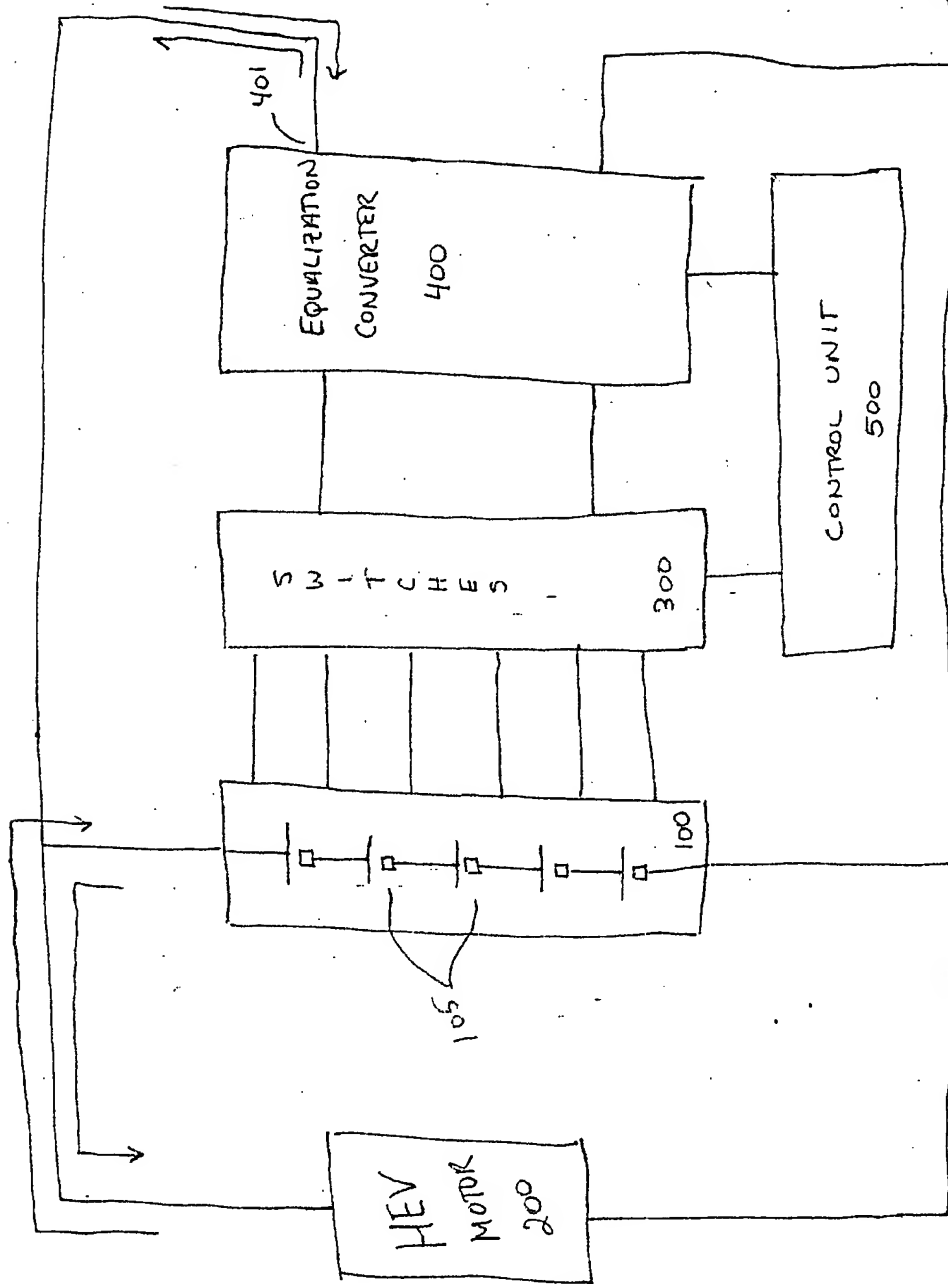 401
EQUALIZATION
CONVERTER
400
SWITCHES
300
CONTROL UNIT
500
100
105
HEV
MOTOR
200